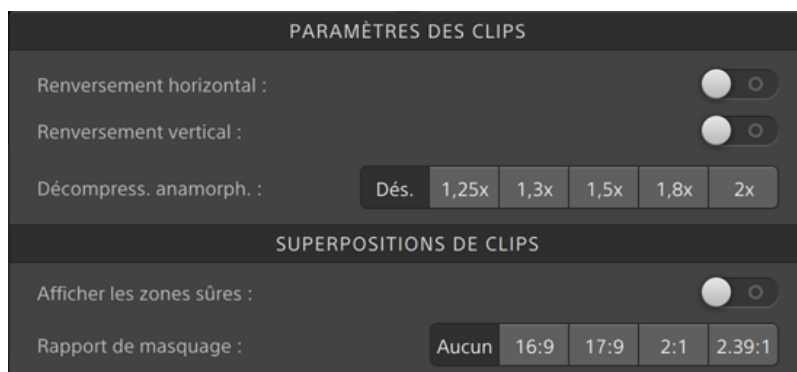 PARAMÈTRES DES CLIPS
Renversement horizontal :
Renversement vertical :
Décompress. anamorph. : Dés. 1,25x 1,3x 1,5x 1,8x 2x
SUPERPOSITIONS DE CLIPS
Afficher les zones sûres :
Rapport de masquage : Aucun 16:9 17:9 2:1 2.39:1